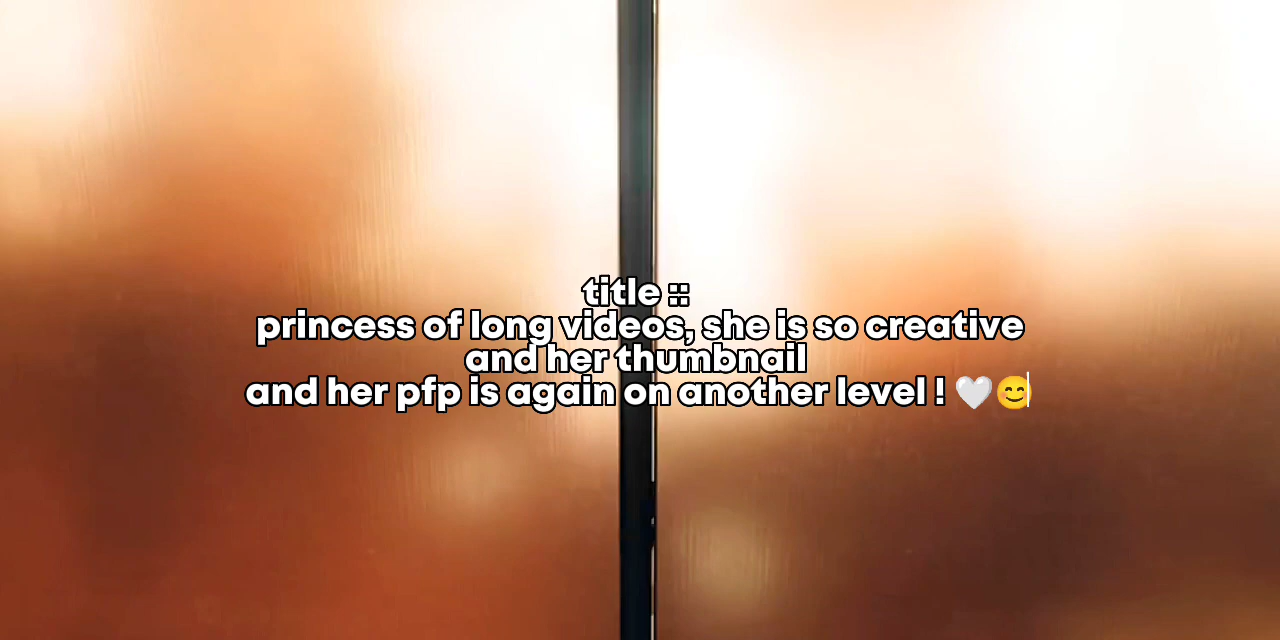 title ::
princess of long videos, she is so creative
and her thumbnail
and her pfp is again on another level ! 🤍😊